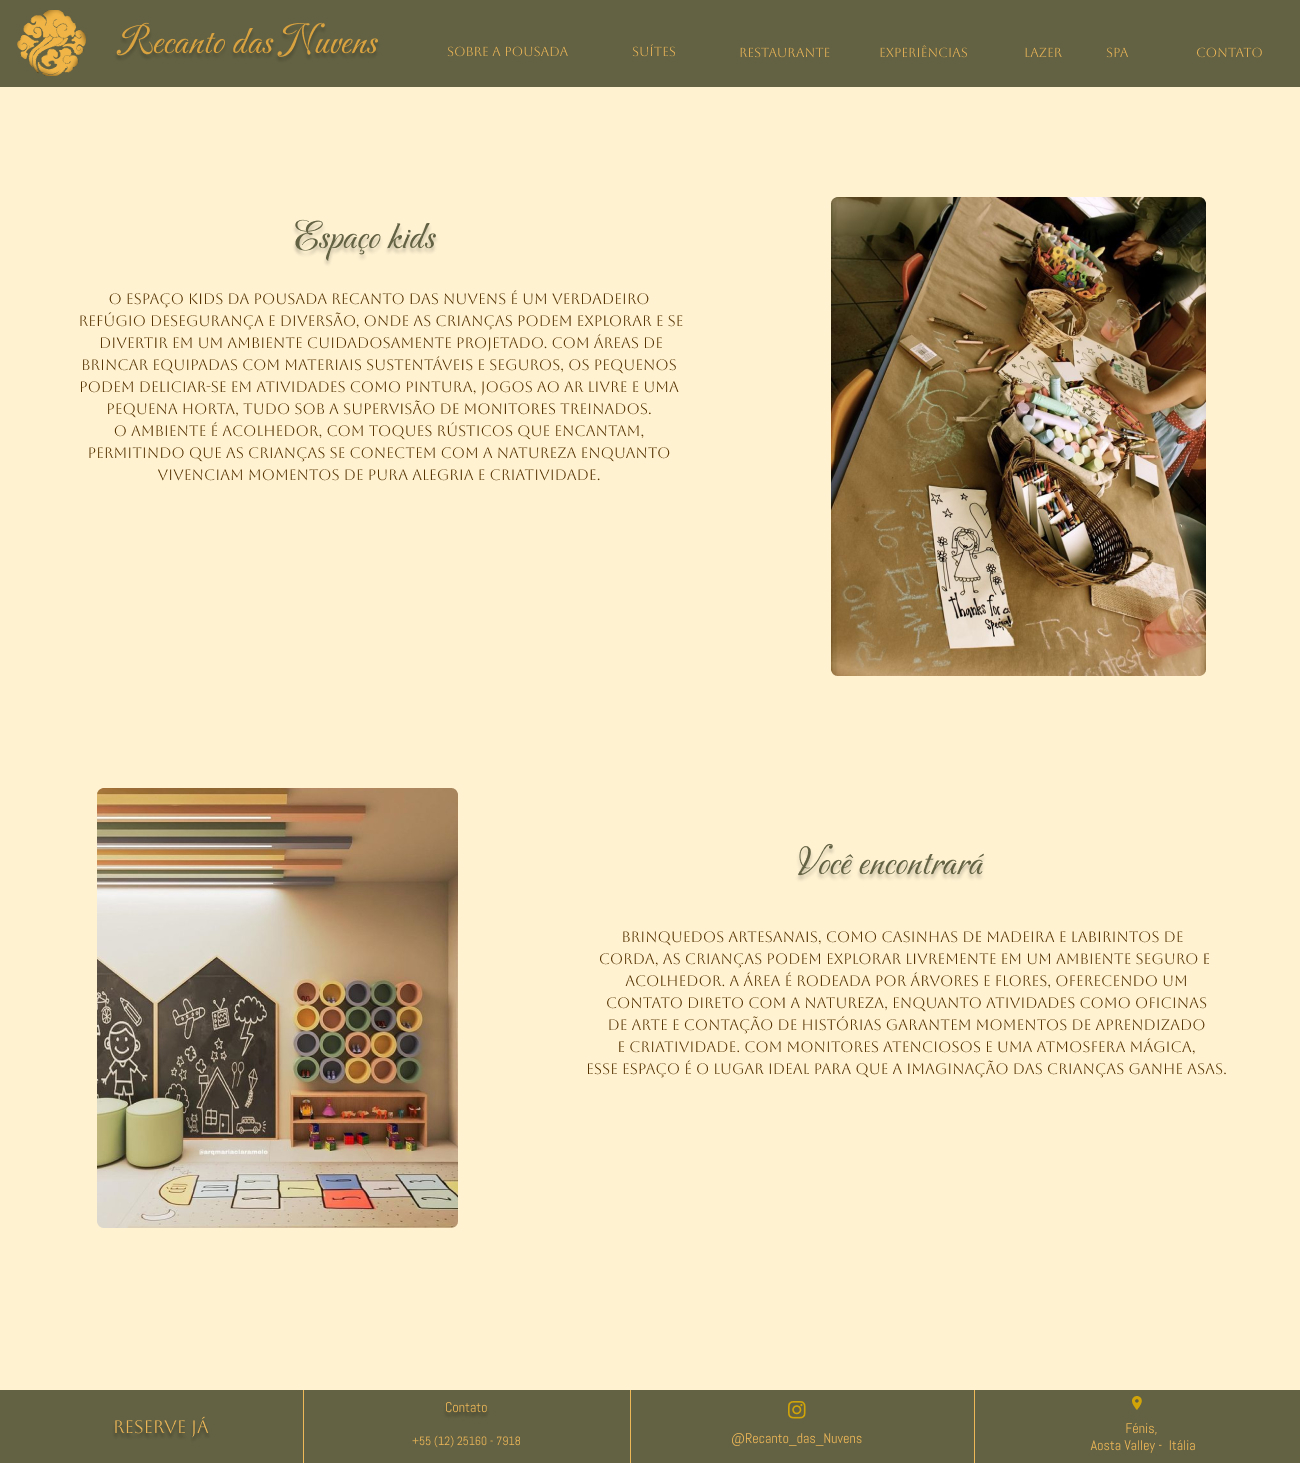 Recanto das Nuvens
SOBRE A POUSADA SUÍTES RESTAURANTE EXPERIÊNCIAS LAZER SPA CONTATO
Espaço kids
O ESPAÇO KIDS DA POUSADA RECANTO DAS NUVENS É UM VERDADEIRO
REFÚGIO DESEGURANÇA E DIVERSÃO, ONDE AS CRIANÇAS PODEM EXPLORAR E SE
DIVERTIR EM UM AMBIENTE CUIDADOSAMENTE PROJETADO. COM ÁREAS DE
BRINCAR EQUIPADAS COM MATERIAIS SUSTENTÁVEIS E SEGUROS, OS PEQUENOS
PODEM DELICIAR-SE EM ATIVIDADES COMO PINTURA, JOGOS AO AR LIVRE E UMA
PEQUENA HORTA, TUDO SOB A SUPERVISÃO DE MONITORES TREINADOS.
O AMBIENTE É ACOLHEDOR, COM TOQUES RÚSTICOS QUE ENCANTAM,
PERMITINDO QUE AS CRIANÇAS SE CONECTEM COM A NATUREZA ENQUANTO
VIVENCIAM MOMENTOS DE PURA ALEGRIA E CRIATIVIDADE.
Thanks for a
special
Try
contest
Você encontrará
BRINQUEDOS ARTESANAIS, COMO CASINHAS DE MADEIRA E LABIRINTOS DE
CORDA, AS CRIANÇAS PODEM EXPLORAR LIVREMENTE EM UM AMBIENTE SEGURO E
ACOLHEDOR. A ÁREA É RODEADA POR ÁRVORES E FLORES, OFERECENDO UM
CONTATO DIRETO COM A NATUREZA, ENQUANTO ATIVIDADES COMO OFICINAS
DE ARTE E CONTAÇÃO DE HISTÓRIAS GARANTEM MOMENTOS DE APRENDIZADO
E CRIATIVIDADE. COM MONITORES ATENCIOSOS E UMA ATMOSFERA MÁGICA,
ESSE ESPAÇO É O LUGAR IDEAL PARA QUE A IMAGINAÇÃO DAS CRIANÇAS GANHE ASAS.
@arqmariaclaramelo
RESERVE JÁ
Contato
+55 (12) 25160 - 7918
@Recanto_das_Nuvens
Fénis,
Aosta Valley - Itália